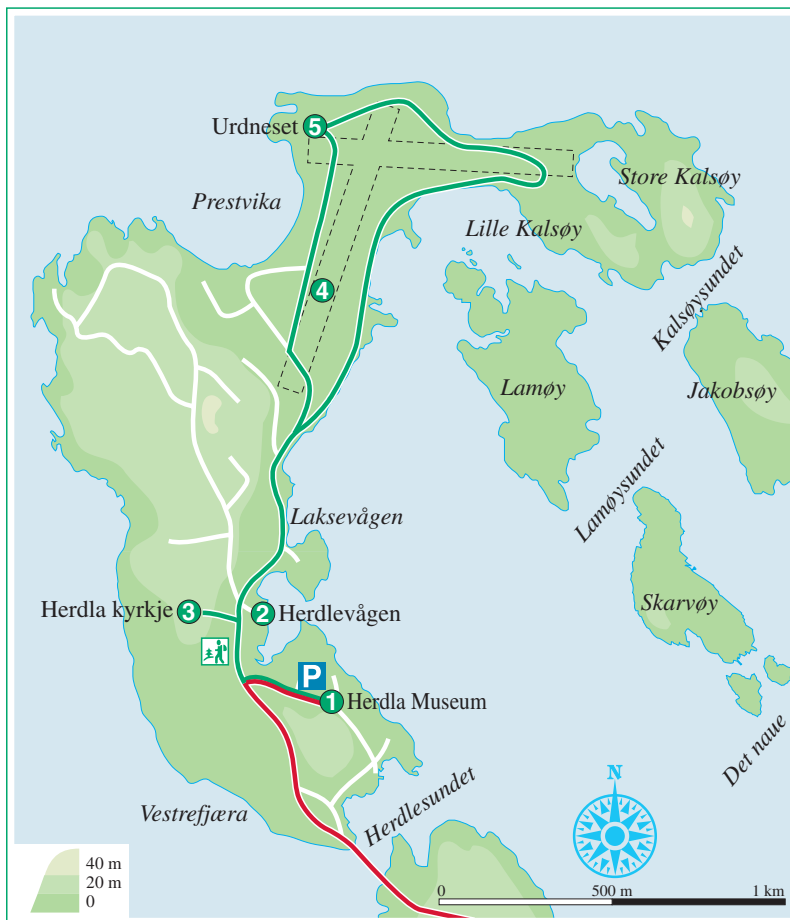 Urdneset 5
Store Kalsøy
Prestvika
Lille Kalsøy
Kalsøysundet
4
Lamøy
Jakobsøy
Lamøysundet
Laksevågen
Herdla kyrkje 3
2 Herdlevågen
Skarvøy
P
1 Herdla Museum
Det naue
Herdlesundet
Vestrefjæra
N
40 m
20 m
0
0 500 m 1 km